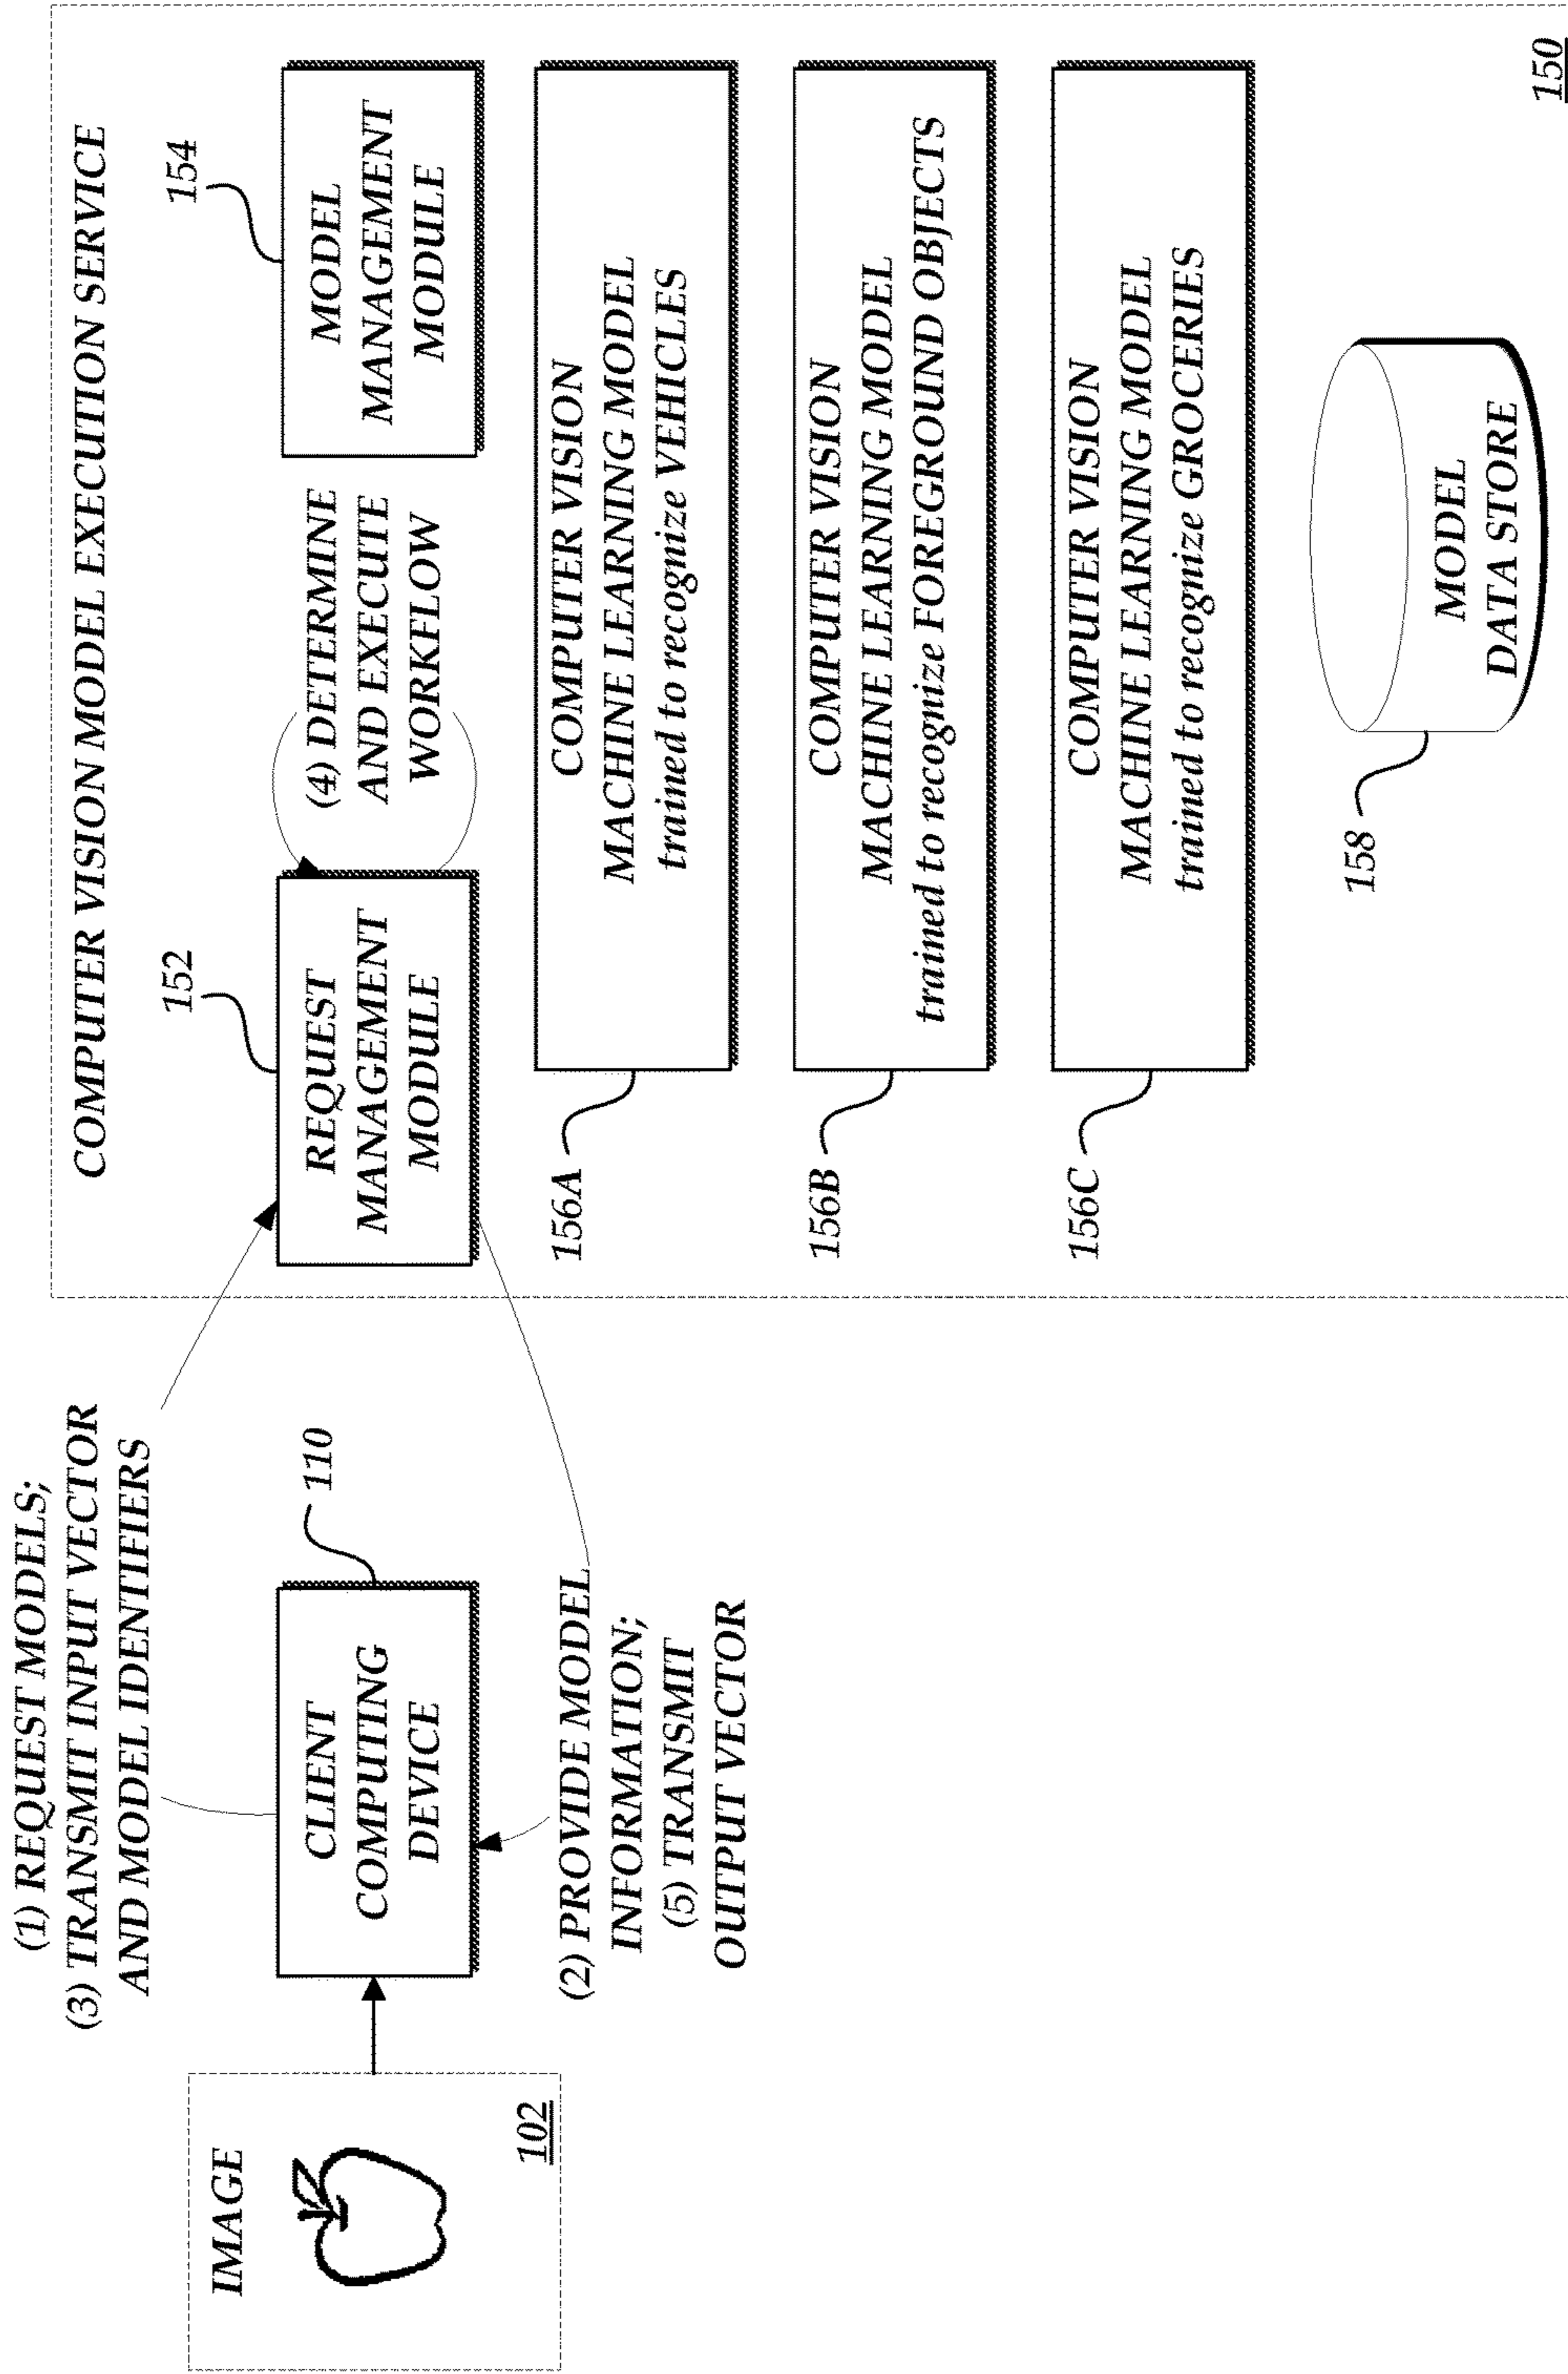 (1) REQUEST MODELS;
(3) TRANSMIT INPUT VECTOR
AND MODEL IDENTIFIERS
IMAGE
102
CLIENT
COMPUTING
DEVICE
110
(2) PROVIDE MODEL
INFORMATION;
(5) TRANSMIT
OUTPUT VECTOR
COMPUTER VISION MODEL EXECUTION SERVICE
152
REQUEST
MANAGEMENT
MODULE
(4) DETERMINE
AND EXECUTE
WORKFLOW
154
MODEL
MANAGEMENT
MODULE
156A
COMPUTER VISION
MACHINE LEARNING MODEL
trained to recognize VEHICLES
156B
COMPUTER VISION
MACHINE LEARNING MODEL
trained to recognize FOREGROUND OBJECTS
156C
COMPUTER VISION
MACHINE LEARNING MODEL
trained to recognize GROCERIES
158
MODEL
DATA STORE
150